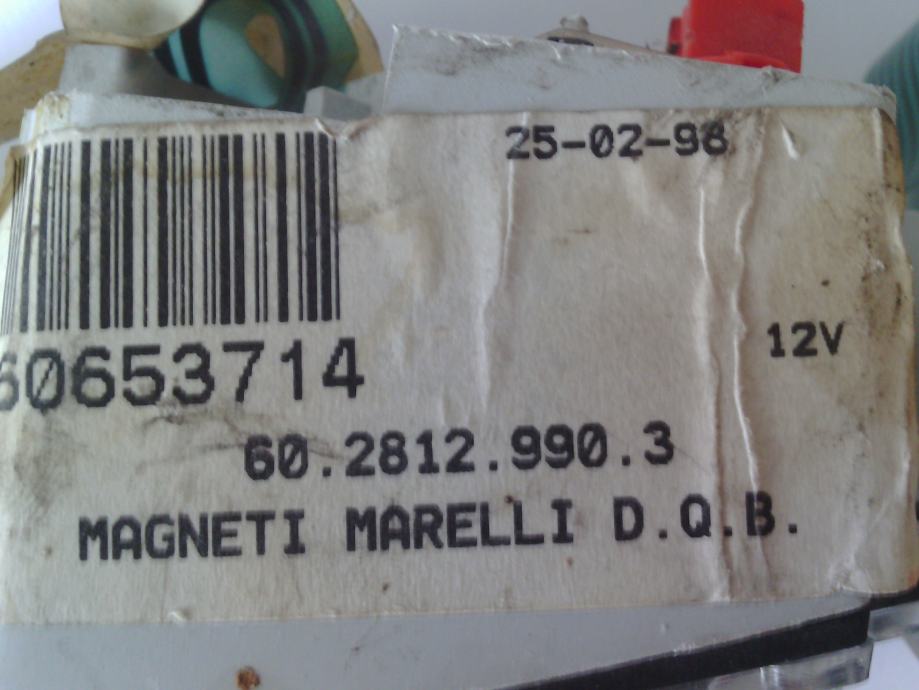 25-02-98
60653714
12V
60.2812.990.3
MAGNETI MARELLI D.Q.B.